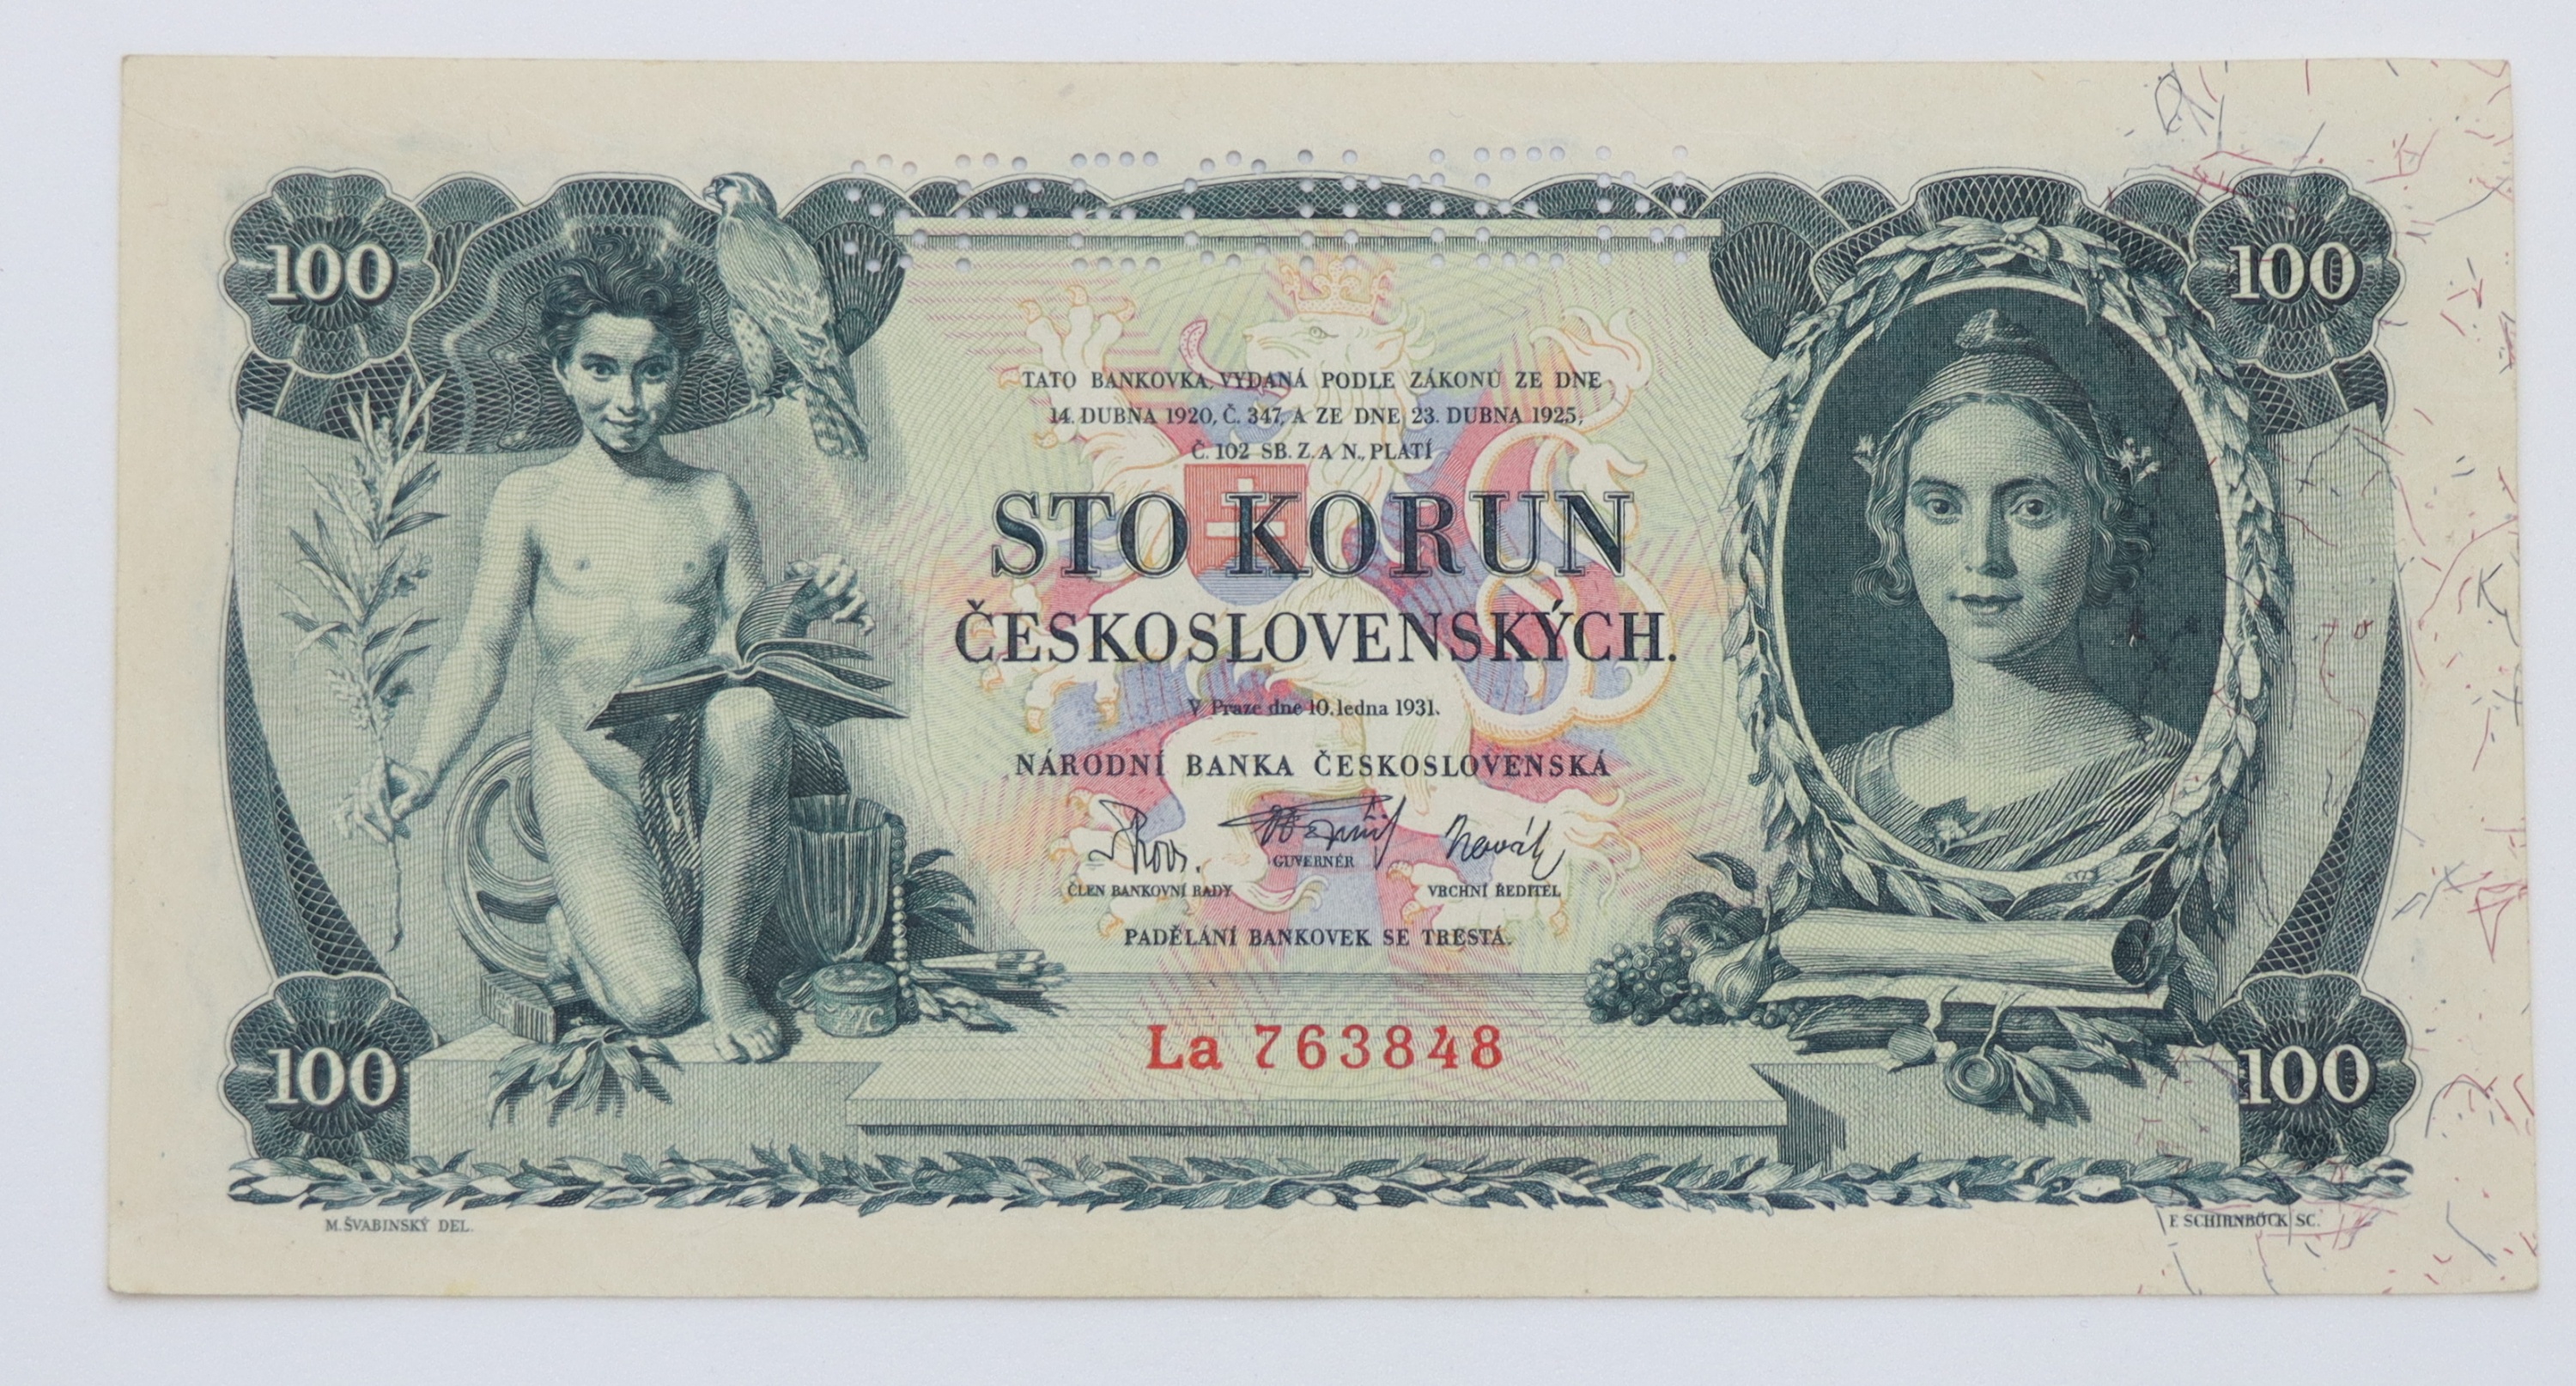 100
100
TATO BANKOVKA, VYDANÁ PODLE ZÁKONŮ ZE DNE
14. DUBNA 1920, Č. 347, A ZE DNE 23. DUBNA 1925,
Č. 102 SB. Z. A N., PLATÍ
STO KORUN
ČESKOSLOVENSKÝCH.
V Praze dne 10. ledna 1931.
NÁRODNÍ BANKA ČESKOSLOVENSKÁ
Novák
GUVERNÉR
ČLEN BANKOVNÍ RADY
VRCHNÍ ŘEDITEL
PADĚLÁNÍ BANKOVEK SE TRESTÁ.
La 763848
100
100
M. ŠVABINSKÝ DEL.
F. SCHIRNBÖCK SC.